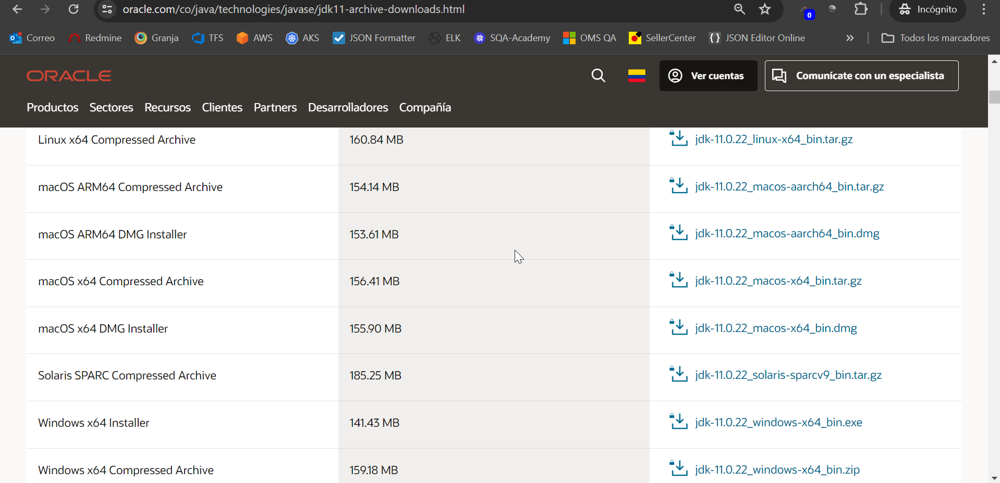 oracle.com/co/java/technologies/javase/jdk11-archive-downloads.html
0
R
Incógnito
Correo
Redmine
Granja
TFS
AWS
AKS
JSON Formatter
ELK
SQA-Academy
OMS QA
SellerCenter
{} JSON Editor Online
»
Todos los marcadores
ORACLE
Ver cuentas
Comunícate con un especialista
Productos Sectores Recursos Clientes Partners Desarrolladores Compañía
Linux x64 Compressed Archive 160.84 MB jdk-11.0.22_linux-x64_bin.tar.gz
macOS ARM64 Compressed Archive 154.14 MB jdk-11.0.22_macos-aarch64_bin.tar.gz
macOS ARM64 DMG Installer 153.61 MB jdk-11.0.22_macos-aarch64_bin.dmg
macOS x64 Compressed Archive 156.41 MB jdk-11.0.22_macos-x64_bin.tar.gz
macOS x64 DMG Installer 155.90 MB jdk-11.0.22_macos-x64_bin.dmg
Solaris SPARC Compressed Archive 185.25 MB jdk-11.0.22_solaris-sparcv9_bin.tar.gz
Windows x64 Installer 141.43 MB jdk-11.0.22_windows-x64_bin.exe
Windows x64 Compressed Archive 159.18 MB jdk-11.0.22_windows-x64_bin.zip